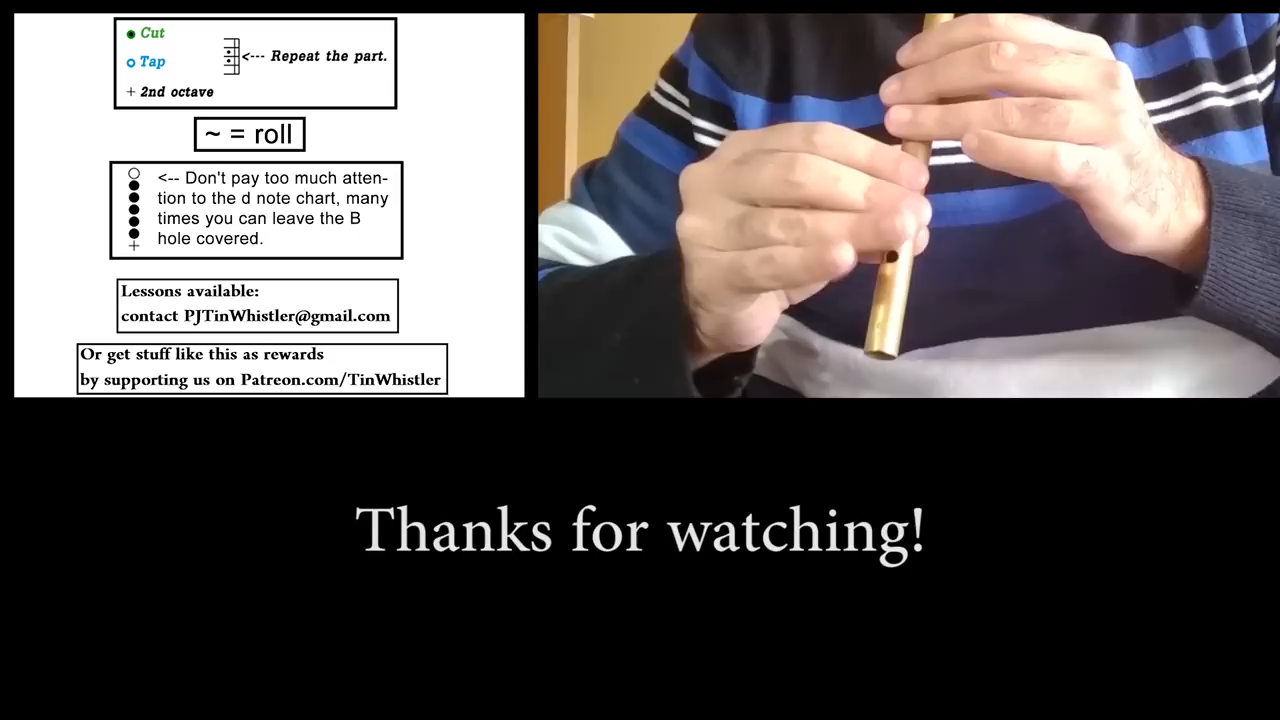 Cut
Tap
<--- Repeat the part.
+ 2nd octave
~ = roll
<-- Don't pay too much atten-
tion to the d note chart, many
times you can leave the B
hole covered.
+
Lessons available:
contact PJTinWhistler@gmail.com
Or get stuff like this as rewards
by supporting us on Patreon.com/TinWhistler
Thanks for watching!